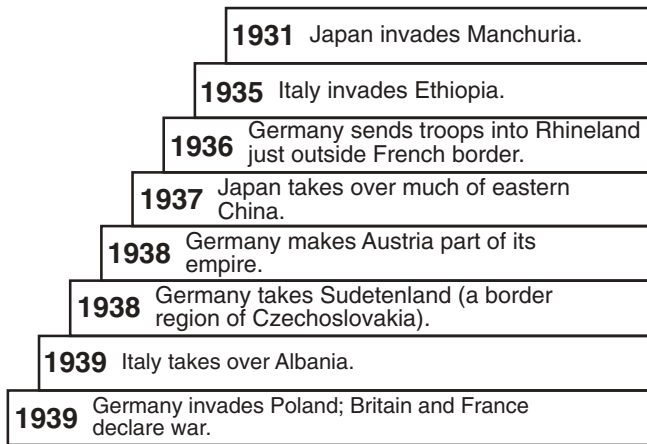 1931 Japan invades Manchuria.
1935 Italy invades Ethiopia.
1936 Germany sends troops into Rhineland
just outside French border.
1937 Japan takes over much of eastern
China.
1938 Germany makes Austria part of its
empire.
1938 Germany takes Sudetenland (a border
region of Czechoslovakia).
1939 Italy takes over Albania.
1939 Germany invades Poland; Britain and France
declare war.